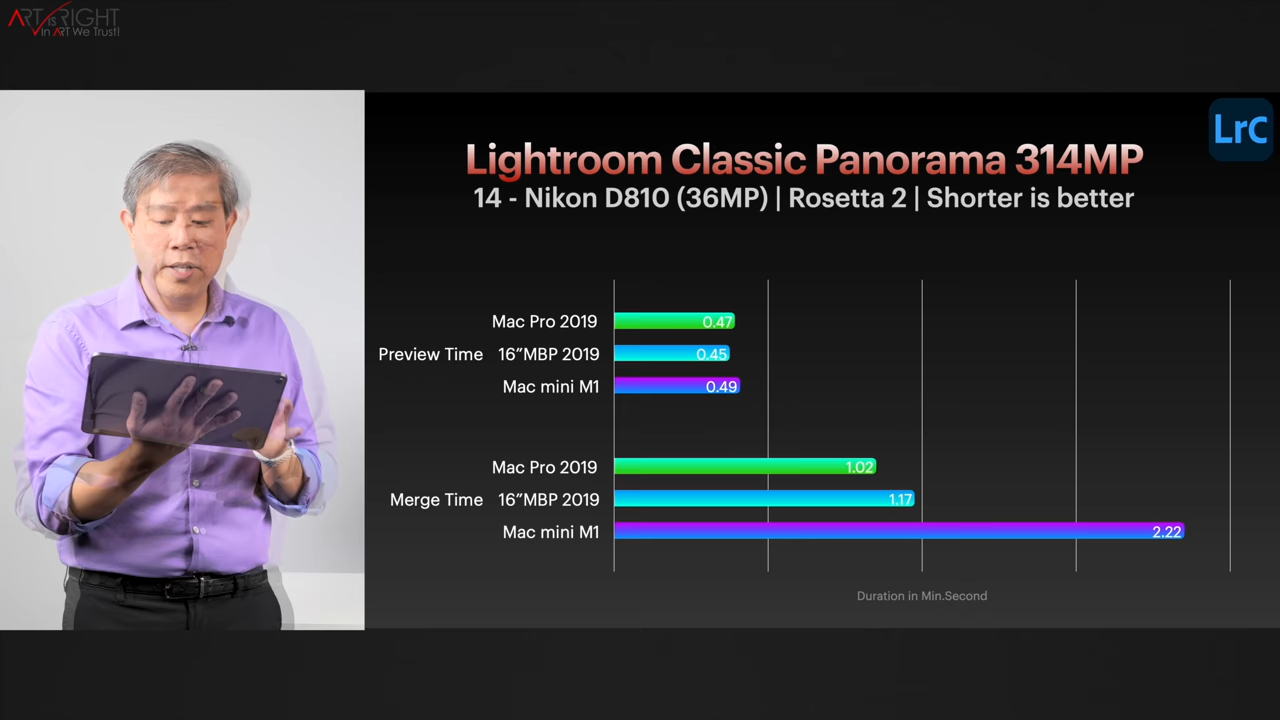 ART is RIGHT
In ART We Trust!
LrC
Lightroom Classic Panorama 314MP
14 - Nikon D810 (36MP) | Rosetta 2 | Shorter is better
Mac Pro 2019 0.47
Preview Time 16”MBP 2019 0.45
Mac mini M1 0.49
Mac Pro 2019 1.02
Merge Time 16”MBP 2019 1.17
Mac mini M1 2.22
Duration in Min.Second